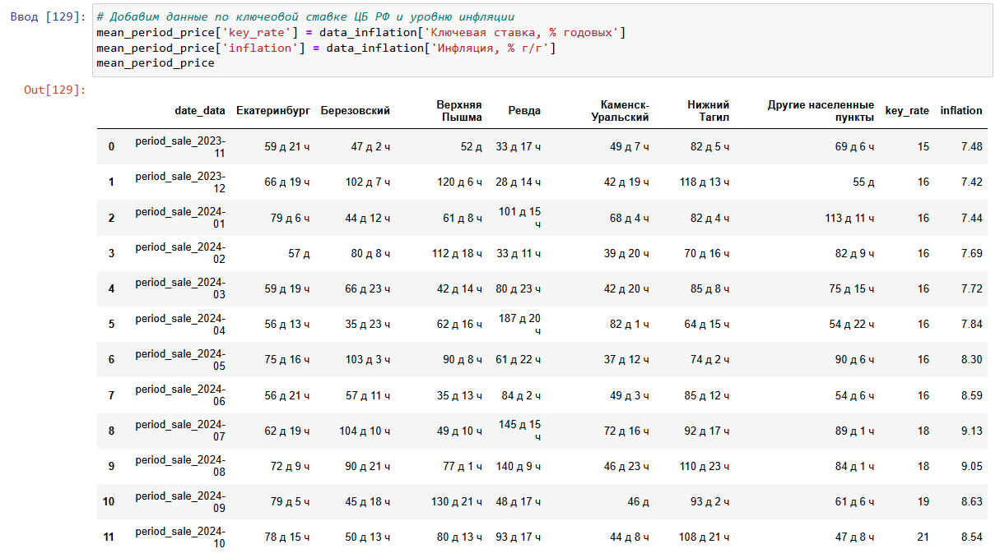 Ввод [129]: # Добавим данные по ключеовой ставке ЦБ РФ и уровню инфляции
mean_period_price['key_rate'] = data_inflation['Ключевая ставка, % годовых']
mean_period_price['inflation'] = data_inflation['Инфляция, % г/г']
mean_period_price
Out[129]:
date_data Екатеринбург Березовский Верхняя Пышма Ревда Каменск-Уральский Нижний Тагил Другие населенные пункты key_rate inflation
0 period_sale_2023-11 59 д 21 ч 47 д 2 ч 52 д 33 д 17 ч 49 д 7 ч 82 д 5 ч 69 д 6 ч 15 7.48
1 period_sale_2023-12 66 д 19 ч 102 д 7 ч 120 д 6 ч 28 д 14 ч 42 д 19 ч 118 д 13 ч 55 д 16 7.42
2 period_sale_2024-01 79 д 6 ч 44 д 12 ч 61 д 8 ч 101 д 15 ч 68 д 4 ч 82 д 4 ч 113 д 11 ч 16 7.44
3 period_sale_2024-02 57 д 80 д 8 ч 112 д 18 ч 33 д 11 ч 39 д 20 ч 70 д 16 ч 82 д 9 ч 16 7.69
4 period_sale_2024-03 59 д 19 ч 66 д 23 ч 42 д 14 ч 80 д 23 ч 42 д 20 ч 85 д 8 ч 75 д 15 ч 16 7.72
5 period_sale_2024-04 56 д 13 ч 35 д 23 ч 62 д 16 ч 187 д 20 ч 82 д 1 ч 64 д 15 ч 54 д 22 ч 16 7.84
6 period_sale_2024-05 75 д 16 ч 103 д 3 ч 90 д 8 ч 61 д 22 ч 37 д 12 ч 74 д 2 ч 90 д 6 ч 16 8.30
7 period_sale_2024-06 56 д 21 ч 57 д 11 ч 35 д 13 ч 84 д 2 ч 49 д 3 ч 85 д 12 ч 54 д 6 ч 16 8.59
8 period_sale_2024-07 62 д 19 ч 104 д 10 ч 49 д 10 ч 145 д 15 ч 72 д 16 ч 92 д 17 ч 89 д 1 ч 18 9.13
9 period_sale_2024-08 72 д 9 ч 90 д 21 ч 77 д 1 ч 140 д 9 ч 46 д 23 ч 110 д 23 ч 84 д 1 ч 18 9.05
10 period_sale_2024-09 79 д 5 ч 45 д 18 ч 130 д 21 ч 48 д 17 ч 46 д 93 д 2 ч 61 д 6 ч 19 8.63
11 period_sale_2024-10 78 д 15 ч 50 д 13 ч 80 д 13 ч 93 д 17 ч 44 д 8 ч 108 д 21 ч 47 д 8 ч 21 8.54